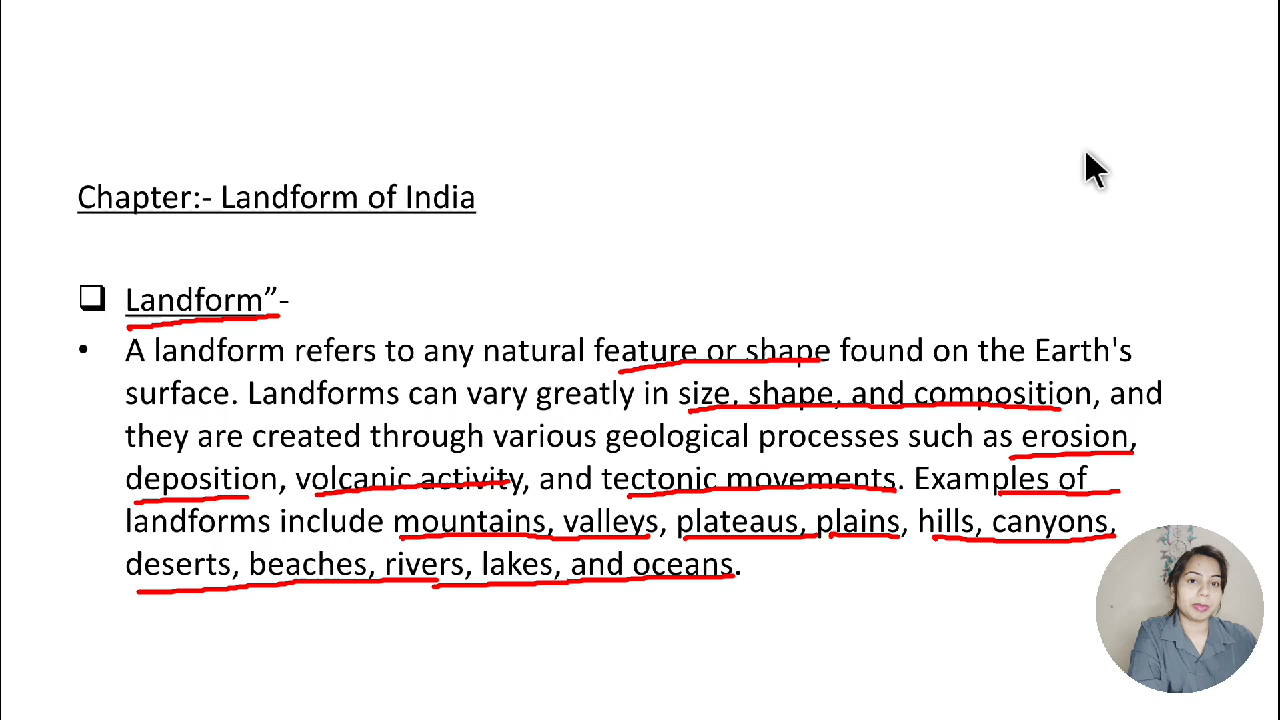 Chapter:- Landform of India
❑ Landform”-
• A landform refers to any natural feature or shape found on the Earth's
surface. Landforms can vary greatly in size, shape, and composition, and
they are created through various geological processes such as erosion,
deposition, volcanic activity, and tectonic movements. Examples of
landforms include mountains, valleys, plateaus, plains, hills, canyons,
deserts, beaches, rivers, lakes, and oceans.